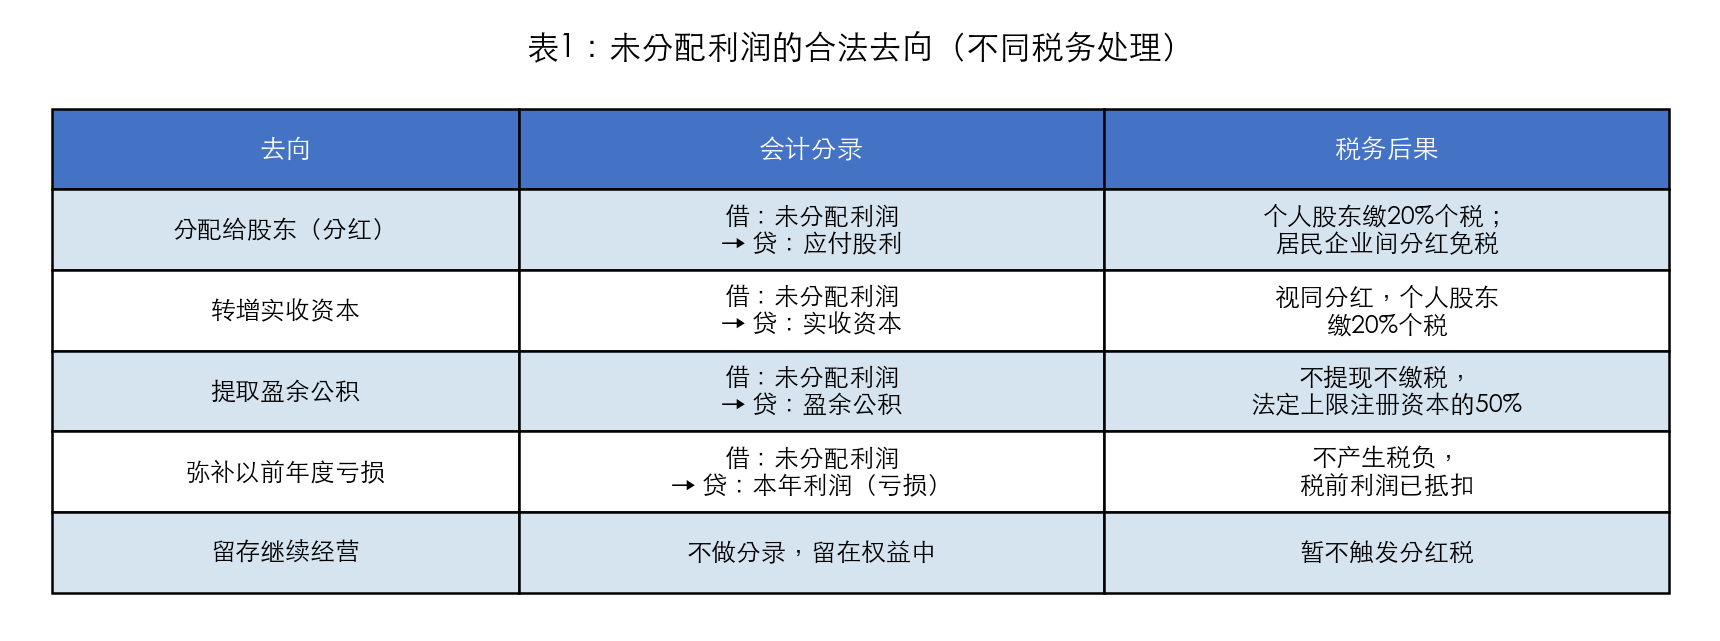 表1：未分配利润的合法去向（不同税务处理）
去向
会计分录
税务后果
分配给股东（分红）
借：未分配利润
→ 贷：应付股利
个人股东缴20%个税；
居民企业间分红免税
转增实收资本
借：未分配利润
→ 贷：实收资本
视同分红，个人股东
缴20%个税
提取盈余公积
借：未分配利润
→ 贷：盈余公积
不提现不缴税，
法定上限注册资本的50%
弥补以前年度亏损
借：未分配利润
→ 贷：本年利润（亏损）
不产生税负，
税前利润已抵扣
留存继续经营
不做分录，留在权益中
暂不触发分红税